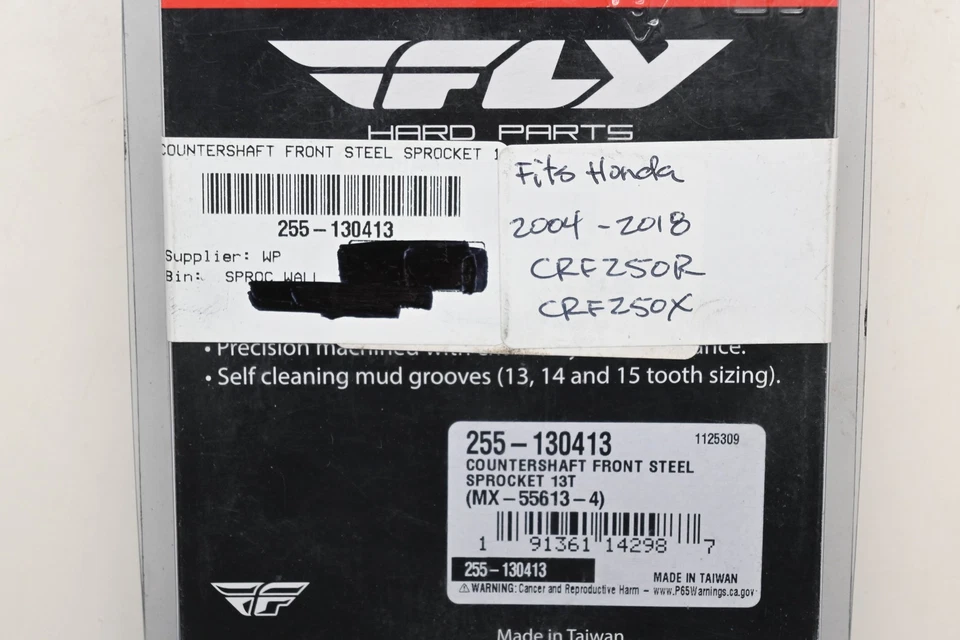 FLY
HARD PARTS
COUNTERSHAFT FRONT STEEL SPROCKET 1
255-130413
Supplier: WP
Bin: SPROC WALL
Fits Honda
2004 - 2018
CRF250R
CRF250X
• Precision machined with
• Self cleaning mud grooves (13, 14 and 15 tooth sizing).
255-130413 1125309
COUNTERSHAFT FRONT STEEL
SPROCKET 13T
(MX-55613-4)
1 91361 14298 7
255-130413
MADE IN TAIWAN
⚠WARNING: Cancer and Reproductive Harm - www.P65Warnings.ca.gov
Made in Taiwan